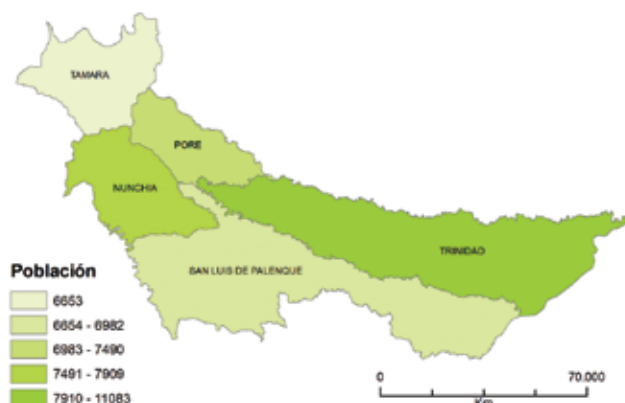 TAMARA
PORE
NUNCHIA
TRINIDAD
SAN LUIS DE PALENQUE
Población
6653
6654 - 6982
6983 - 7490
7491 - 7909
7910 - 11083
0 70.000
Km